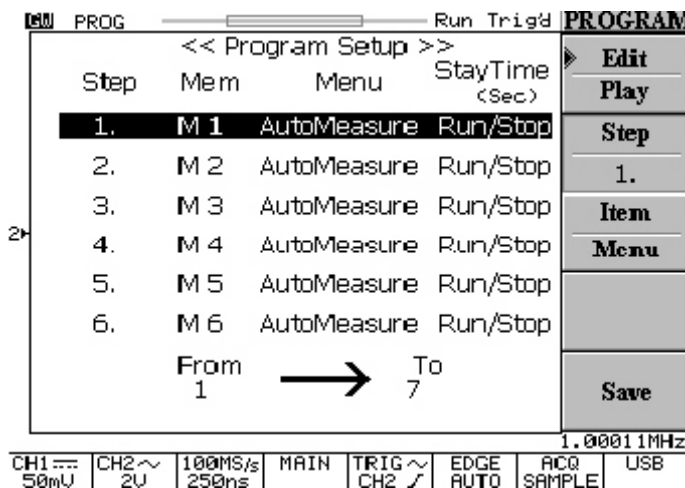 GW PROG Run Trig'd PROGRAM
<< Program Setup >>
Step Mem Menu StayTime (Sec)
1. M 1 AutoMeasure Run/Stop
2. M 2 AutoMeasure Run/Stop
3. M 3 AutoMeasure Run/Stop
4. M 4 AutoMeasure Run/Stop
5. M 5 AutoMeasure Run/Stop
6. M 6 AutoMeasure Run/Stop
From To
1 7
Edit
Play
Step
1.
Item
Menu
Save
2
1.00011MHz
CH1 CH2 100MS/s MAIN TRIG EDGE ACQ USB
50mV 2V 250ns CH2 AUTO SAMPLE